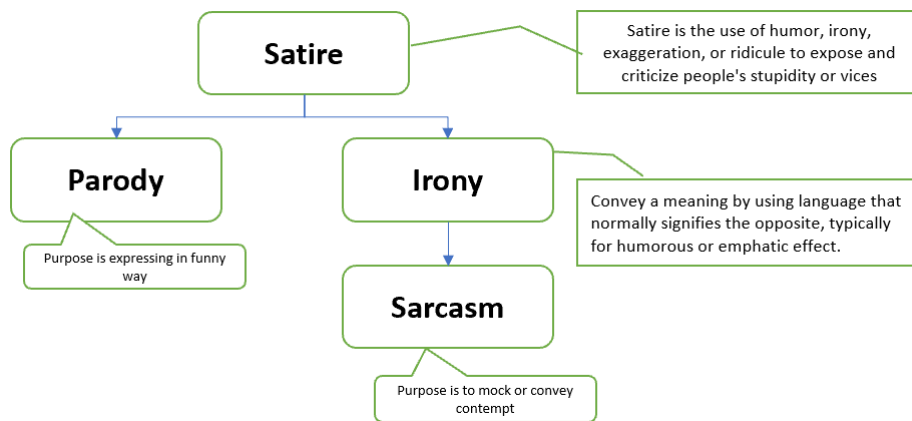 Satire
Satire is the use of humor, irony,
exaggeration, or ridicule to expose and
criticize people's stupidity or vices
Parody
Irony
Purpose is expressing in funny
way
Convey a meaning by using language that
normally signifies the opposite, typically
for humorous or emphatic effect.
Sarcasm
Purpose is to mock or convey
contempt